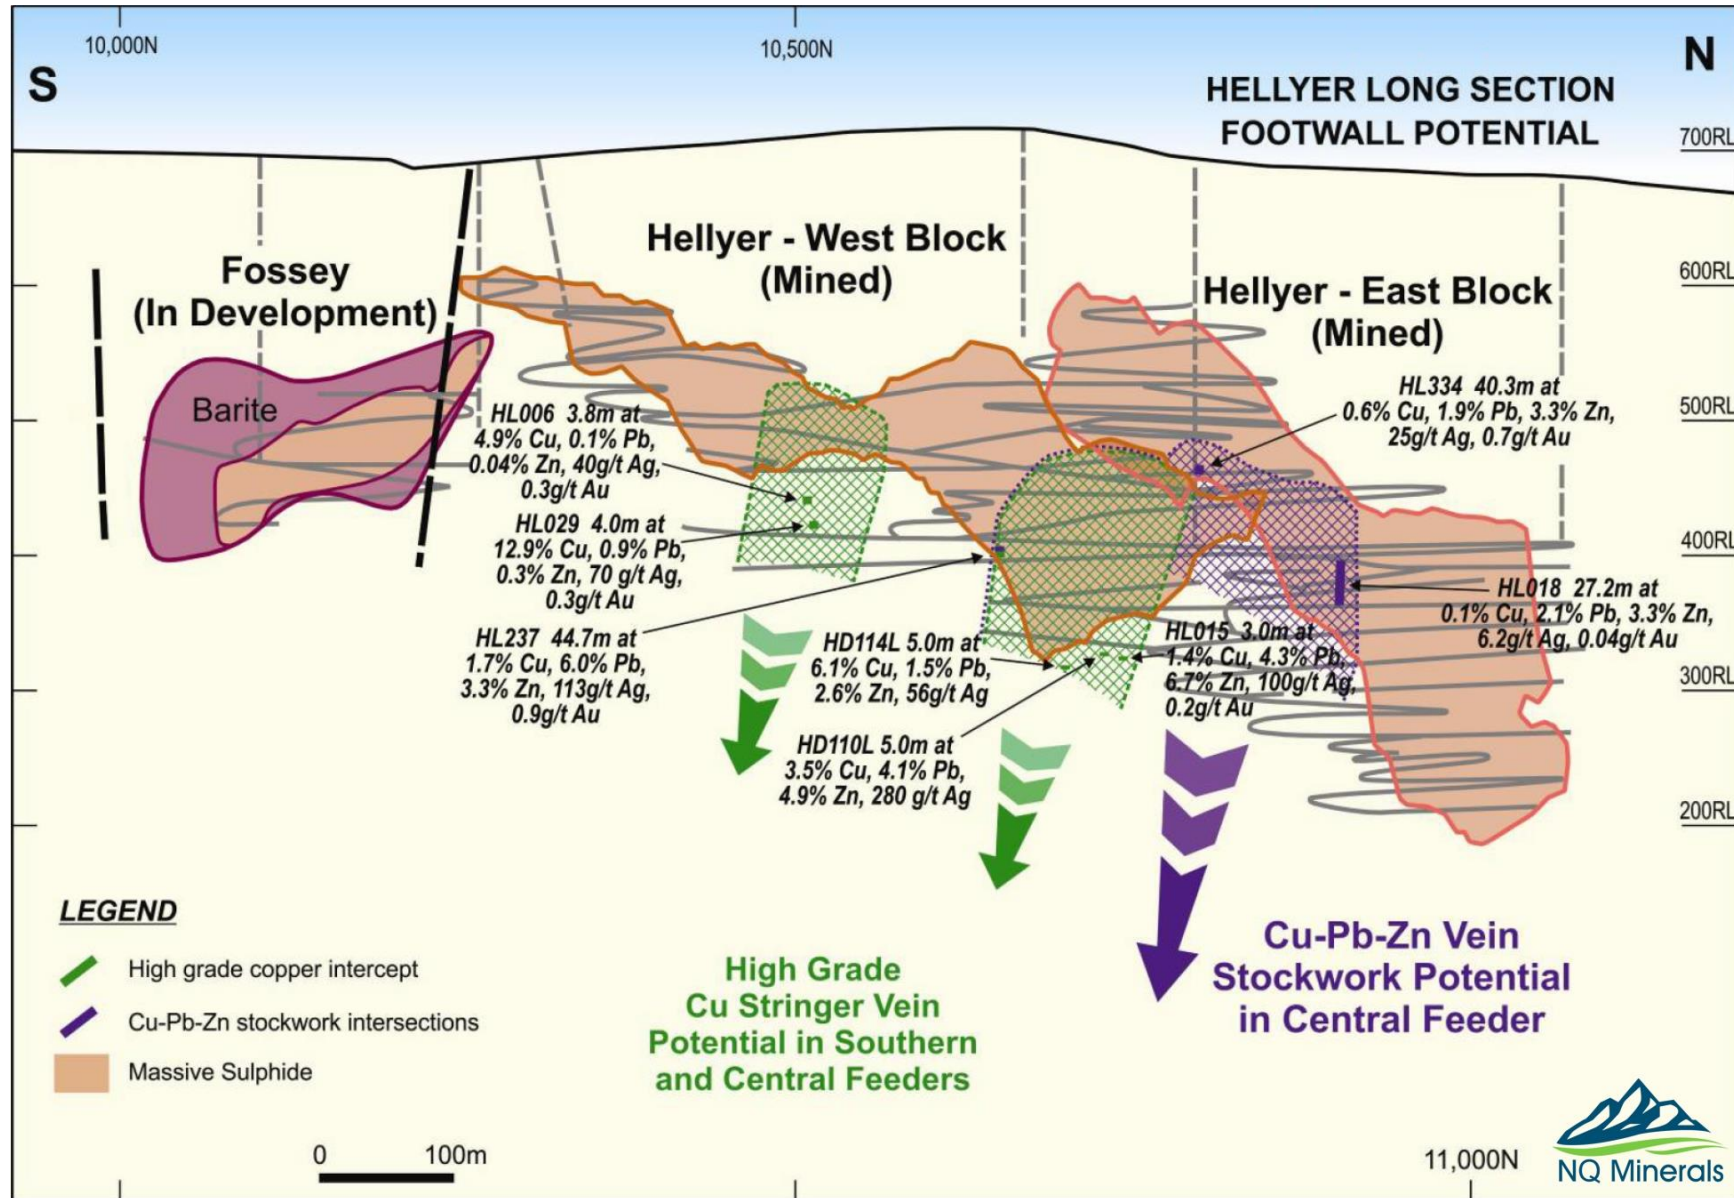 10,000N
10,500N
S
N
HELLYER LONG SECTION
FOOTWALL POTENTIAL
700RL
600RL
500RL
400RL
300RL
200RL
Fossey
(In Development)
Barite
Hellyer - West Block
(Mined)
Hellyer - East Block
(Mined)
HL006 3.8m at
4.9% Cu, 0.1% Pb,
0.04% Zn, 40g/t Ag,
0.3g/t Au
HL029 4.0m at
12.9% Cu, 0.9% Pb,
0.3% Zn, 70 g/t Ag,
0.3g/t Au
HL237 44.7m at
1.7% Cu, 6.0% Pb,
3.3% Zn, 113g/t Ag,
0.9g/t Au
HD114L 5.0m at
6.1% Cu, 1.5% Pb,
2.6% Zn, 56g/t Ag
HD110L 5.0m at
3.5% Cu, 4.1% Pb,
4.9% Zn, 280 g/t Ag
HL015 3.0m at
1.4% Cu, 4.3% Pb,
6.7% Zn, 100g/t Ag,
0.2g/t Au
HL334 40.3m at
0.6% Cu, 1.9% Pb, 3.3% Zn,
25g/t Ag, 0.7g/t Au
HL018 27.2m at
0.1% Cu, 2.1% Pb, 3.3% Zn,
6.2g/t Ag, 0.04g/t Au
LEGEND
High grade copper intercept
Cu-Pb-Zn stockwork intersections
Massive Sulphide
High Grade
Cu Stringer Vein
Potential in Southern
and Central Feeders
Cu-Pb-Zn Vein
Stockwork Potential
in Central Feeder
0 100m
11,000N
NQ Minerals